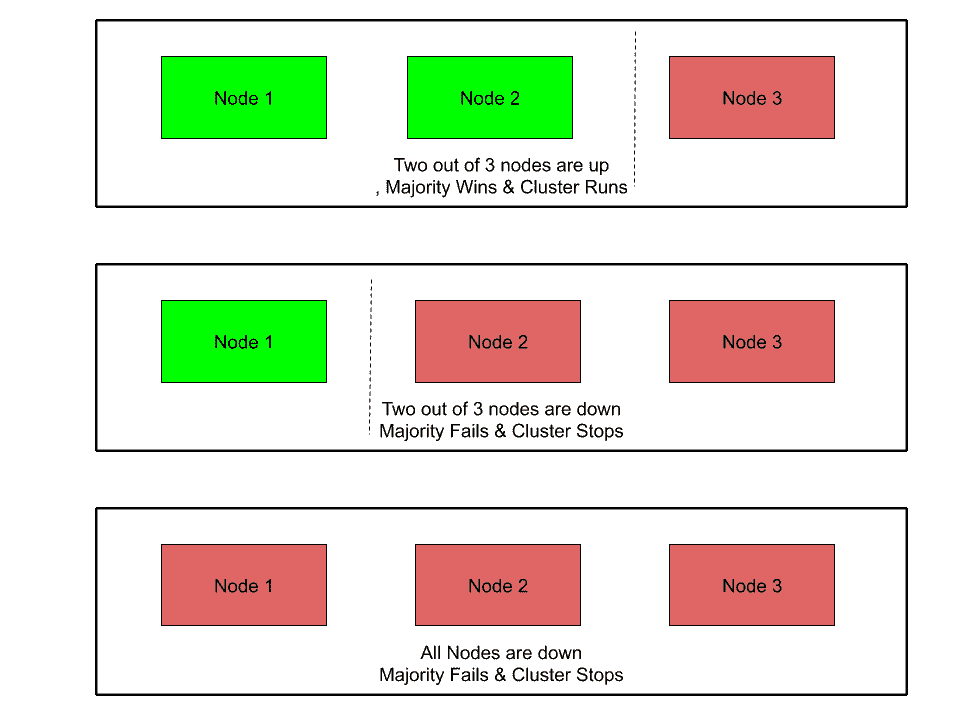 Node 1
Node 2
Node 3
Two out of 3 nodes are up
, Majority Wins & Cluster Runs
Node 1
Node 2
Node 3
Two out of 3 nodes are down
Majority Fails & Cluster Stops
Node 1
Node 2
Node 3
All Nodes are down
Majority Fails & Cluster Stops